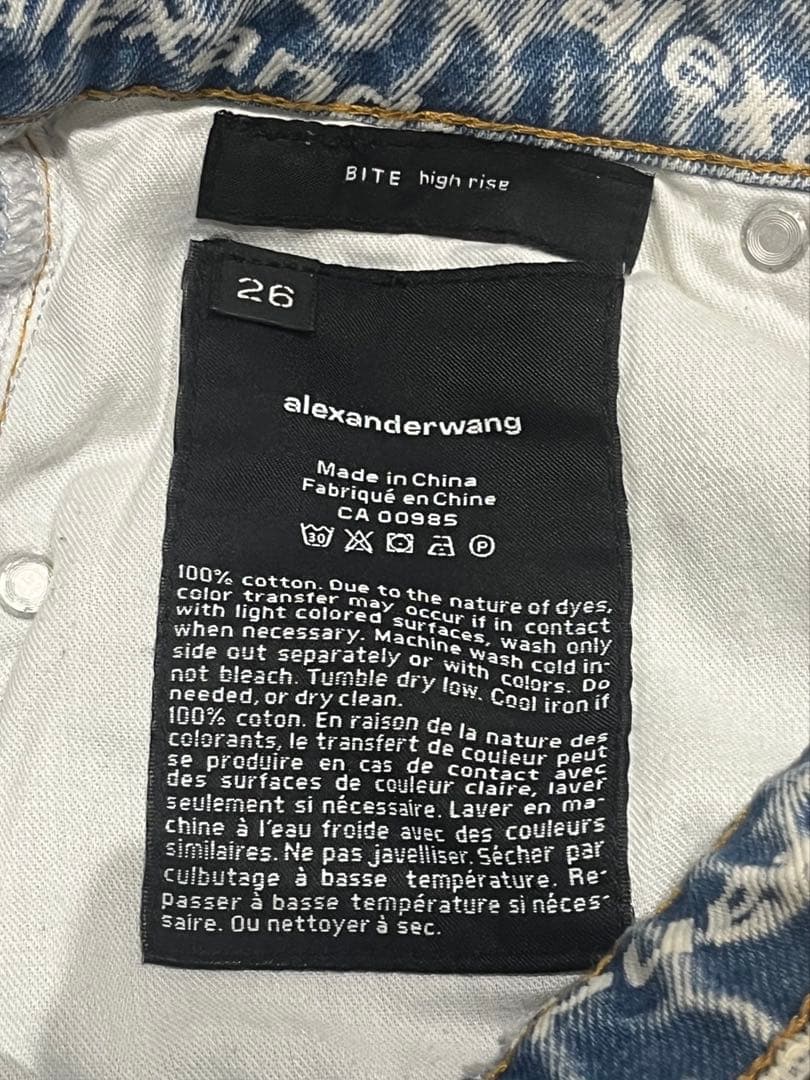 BITE high rise
26
alexanderwang
Made in China
Fabriqué en Chine
CA 00985
30
P
100% cotton. Due to the nature of dyes,
color transfer may occur if in contact
with light colored surfaces, wash only
when necessary. Machine wash cold in-
side out separately or with colors. Do
not bleach. Tumble dry low. Cool iron if
needed, or dry clean.
100% coton. En raison de la nature des
colorants, le transfert de couleur peut
se produire en cas de contact avec
des surfaces de couleur claire, laver
seulement si nécessaire. Laver en ma-
chine à l'eau froide avec des couleurs
similaires. Ne pas javelliser. Sécher par
culbutage à basse température. Re-
passer à basse température si néces-
saire. Ou nettoyer à sec.